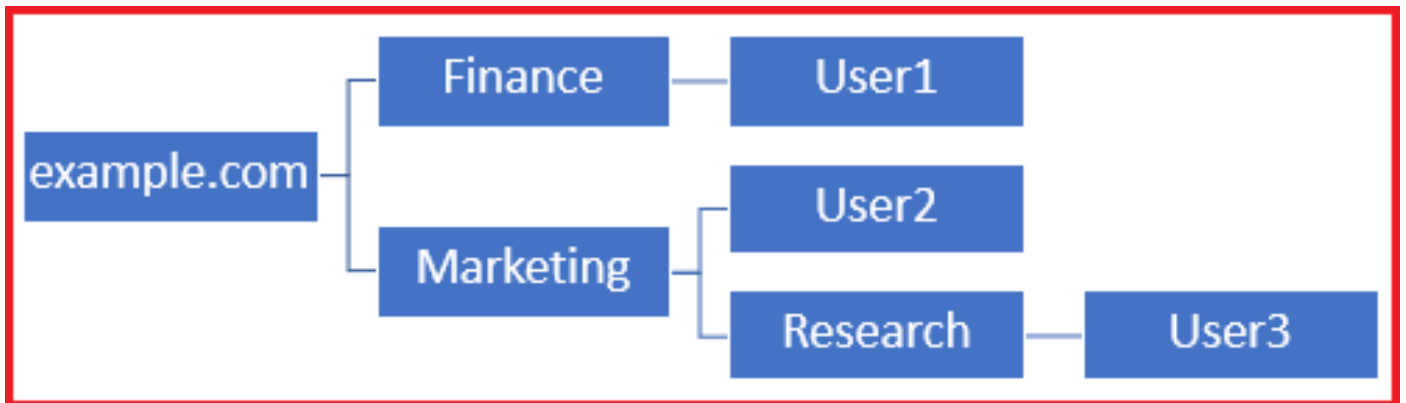 example.com
Finance
User1
Marketing
User2
Research
User3